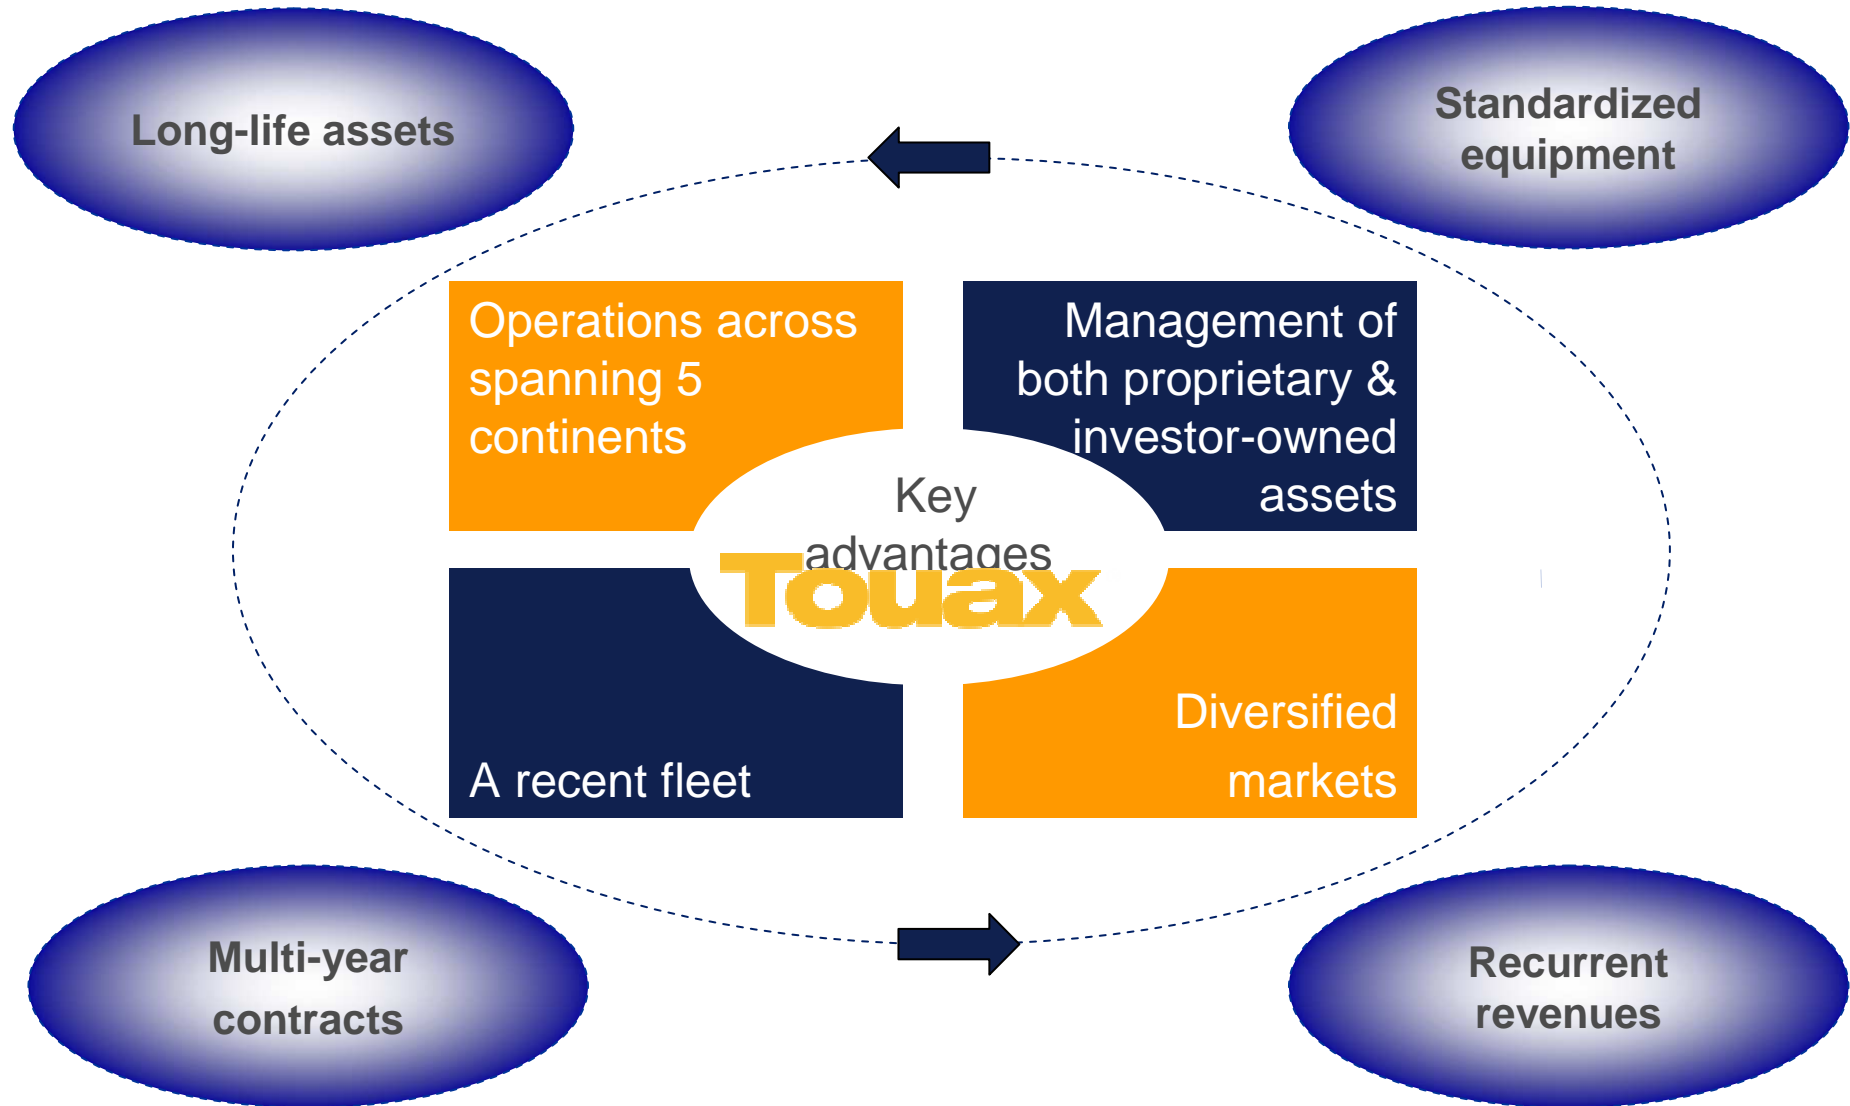 Long-life assets
Standardized
equipment
Operations across
spanning 5
continents
Management of
both proprietary &
investor-owned
assets
Key
advantages
Touax
A recent fleet
Diversified
markets
Multi-year
contracts
Recurrent
revenues